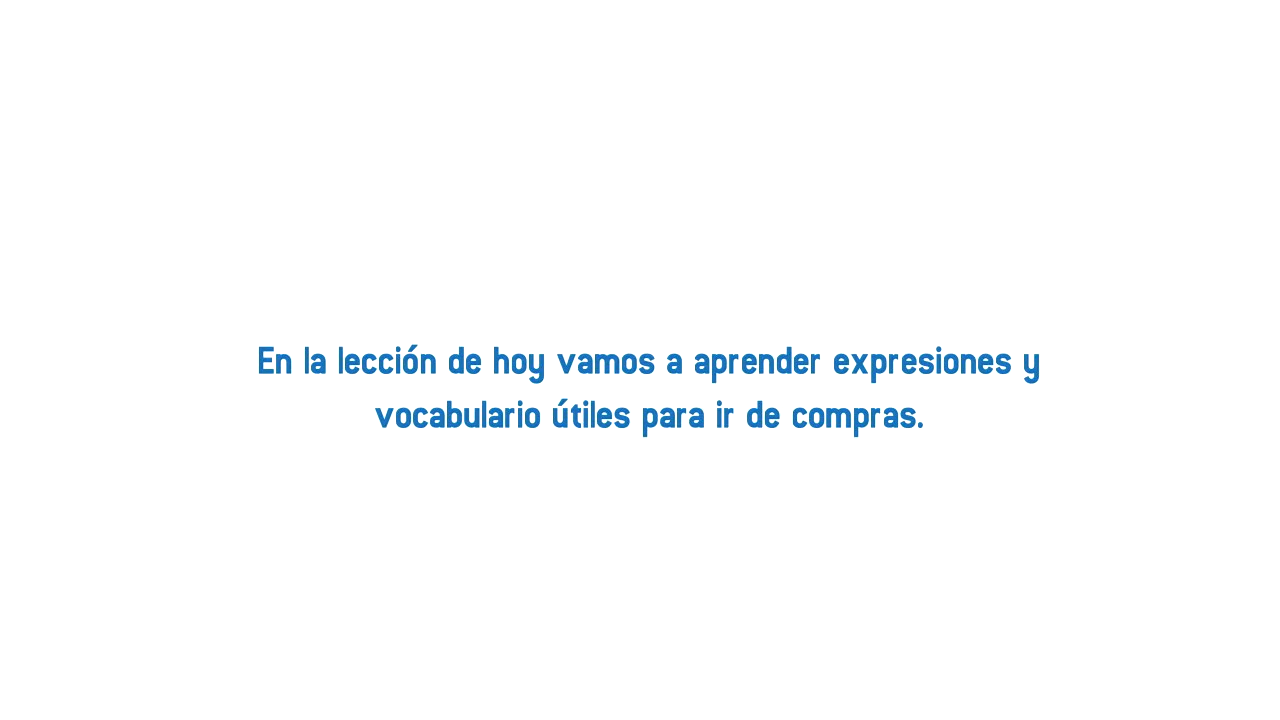 En la lección de hoy vamos a aprender expresiones y
vocabulario útiles para ir de compras.